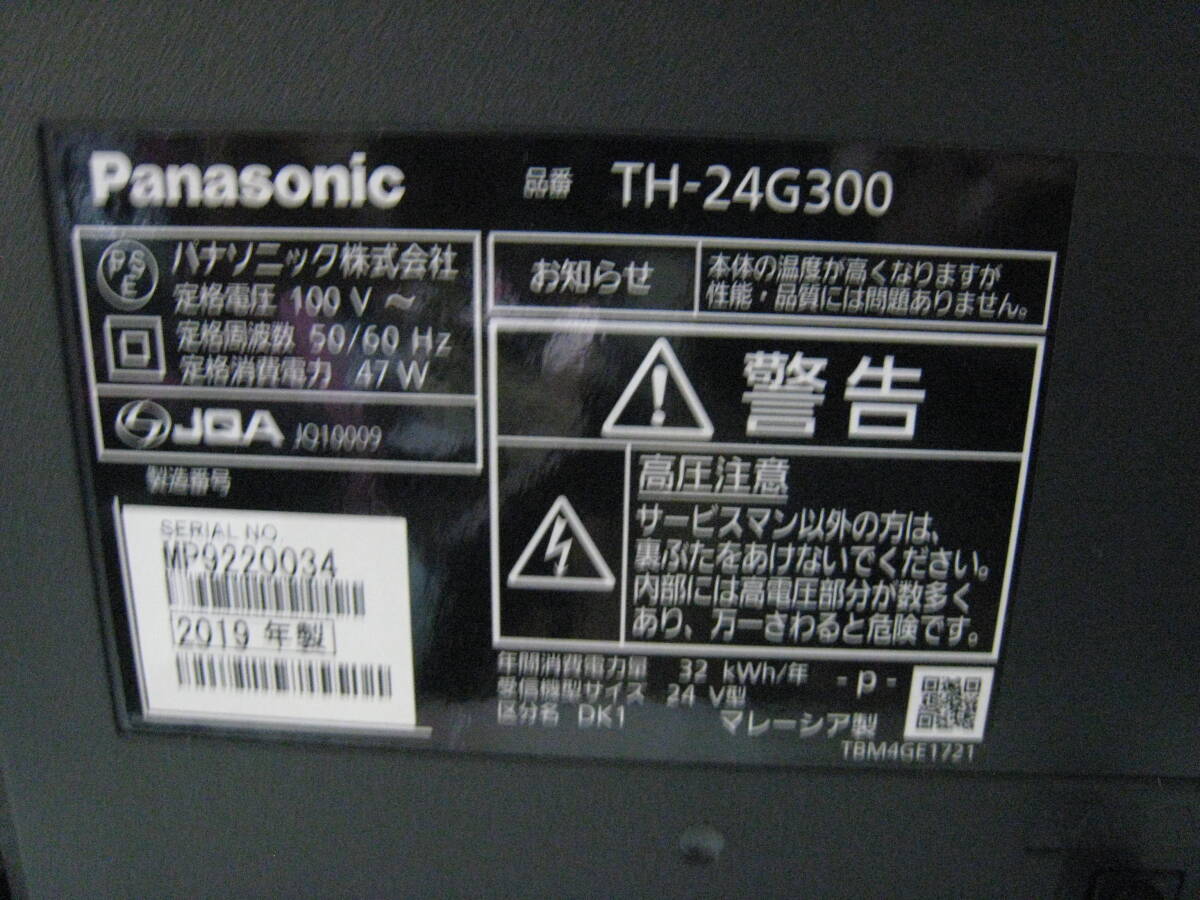 Panasonic
品番 TH-24G300
PSE
パナソニック株式会社
定格電圧 100 V ～
定格周波数 50/60 Hz
定格消費電力 47 W
JQA JQ10009
製造番号
SERIAL NO.
MP9220034
2019 年製
お知らせ
本体の温度が高くなりますが
性能・品質には問題ありません。
警告
高圧注意
サービスマン以外の方は、
裏ぶたをあけないでください。
内部には高電圧部分が数多く
あり、万一さわると危険です。
年間消費電力量 32 kWh/年 - p -
受信機型サイズ 24 V型
区分名 DK1 マレーシア製
TBM4GE1721